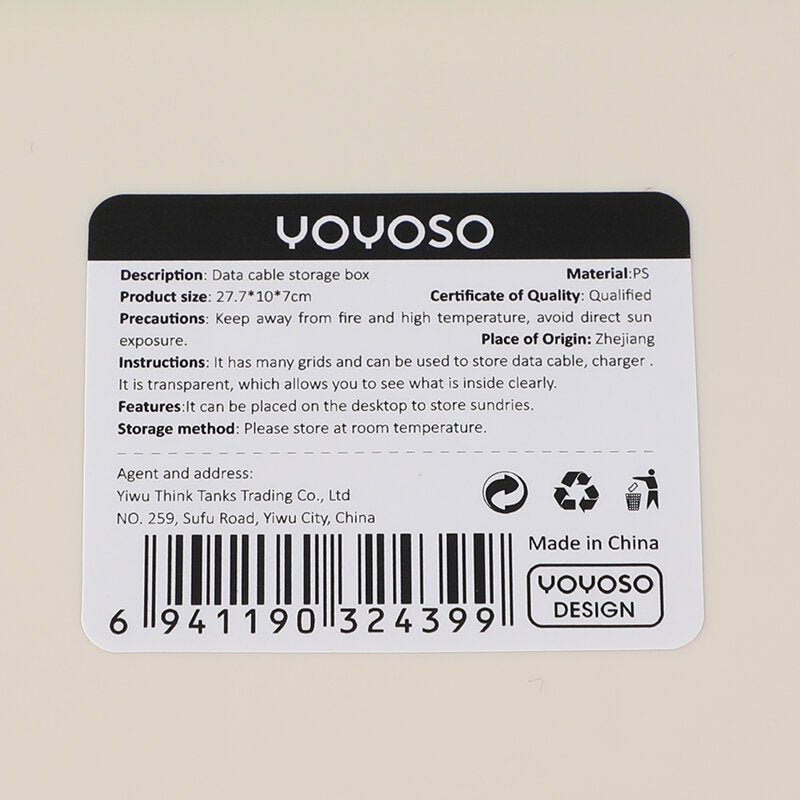 YOYOSO
Description: Data cable storage box Material:PS
Product size: 27.7*10*7cm Certificate of Quality: Qualified
Precautions: Keep away from fire and high temperature, avoid direct sun
exposure. Place of Origin: Zhejiang
Instructions: It has many grids and can be used to store data cable, charger .
It is transparent, which allows you to see what is inside clearly.
Features:It can be placed on the desktop to store sundries.
Storage method: Please store at room temperature.
Agent and address:
Yiwu Think Tanks Trading Co., Ltd
NO. 259, Sufu Road, Yiwu City, China
Made in China
YOYOSO
DESIGN
6 941190 324399